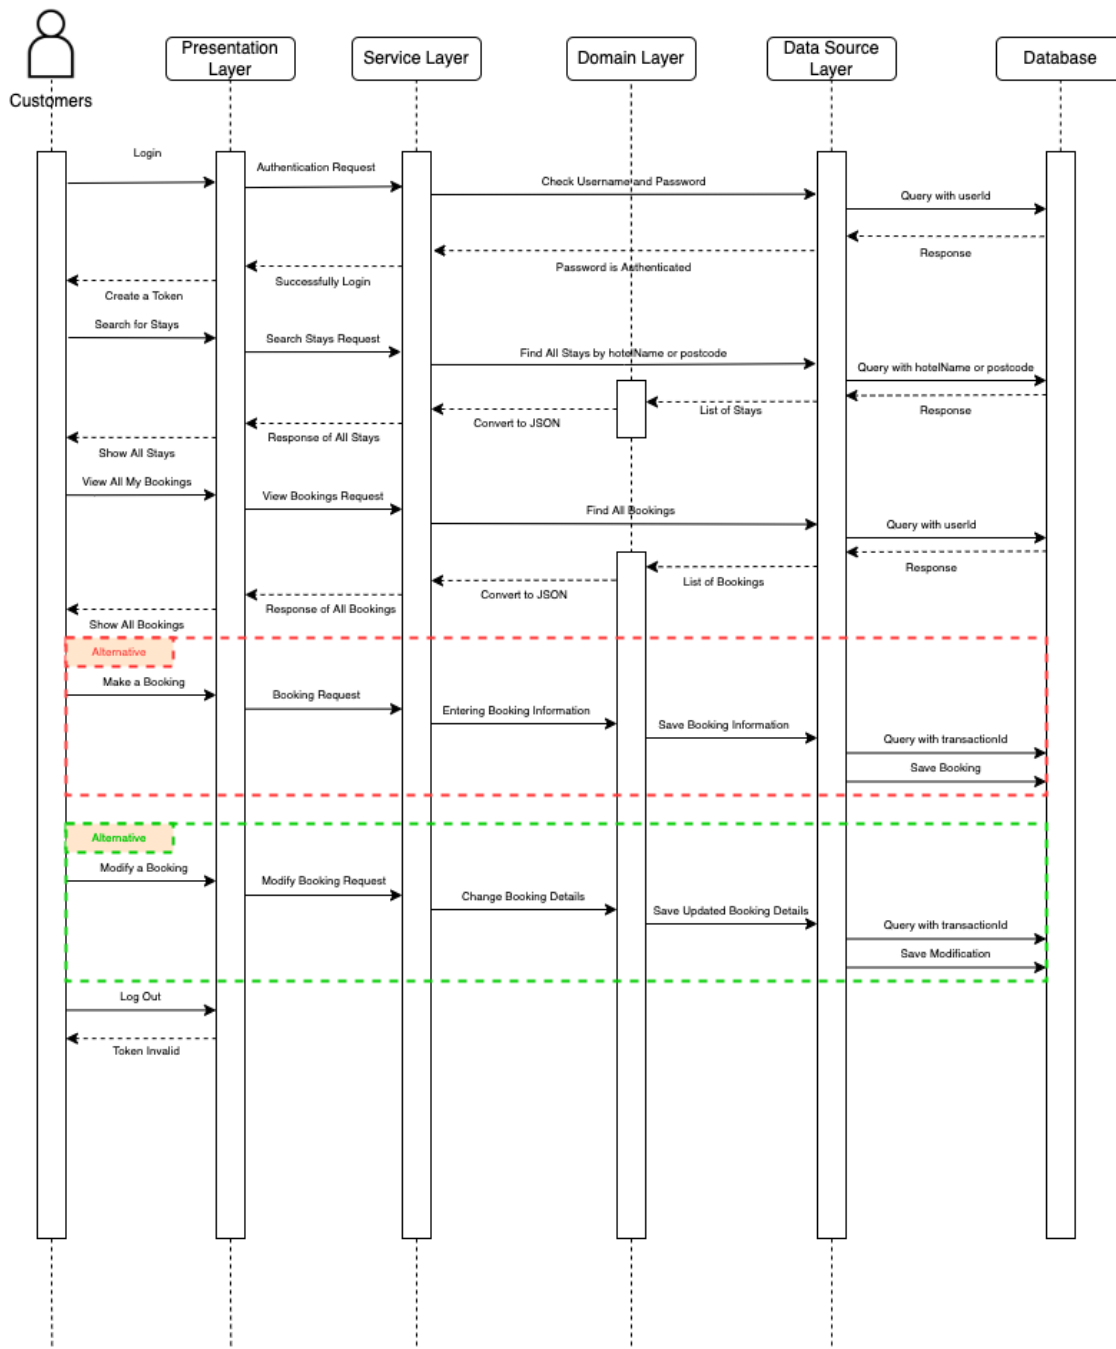 Presentation
Layer
Service Layer
Domain Layer
Data Source
Layer
Database
Customers
Login
Authentication Request
Check Username and Password
Query with userId
Response
Password is Authenticated
Successfully Login
Create a Token
Search for Stays
Search Stays Request
Find All Stays by hotelName or postcode
Query with hotelName or postcode
Response
List of Stays
Convert to JSON
Response of All Stays
Show All Stays
View All My Bookings
View Bookings Request
Find All Bookings
Query with userId
Response
List of Bookings
Convert to JSON
Response of All Bookings
Show All Bookings
Alternative
Make a Booking
Booking Request
Entering Booking Information
Save Booking Information
Query with transactionId
Save Booking
Alternative
Modify a Booking
Modify Booking Request
Change Booking Details
Save Updated Booking Details
Query with transactionId
Save Modification
Log Out
Token Invalid